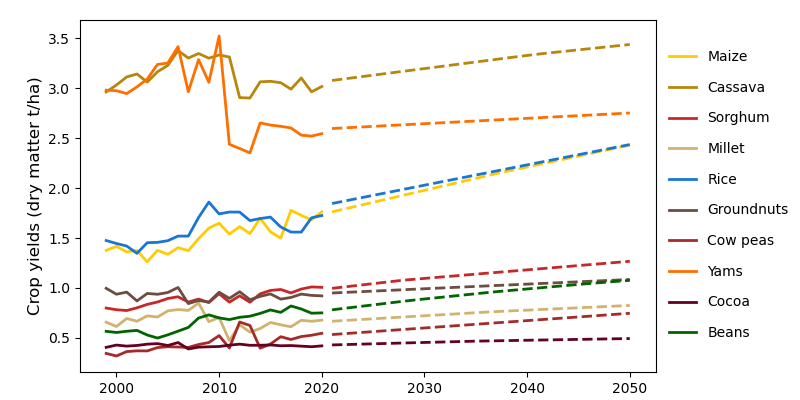 Crop yields (dry matter t/ha)
3.5
3.0
2.5
2.0
1.5
1.0
0.5
2000
2010
2020
2030
2040
2050
Maize
Cassava
Sorghum
Millet
Rice
Groundnuts
Cow peas
Yams
Cocoa
Beans